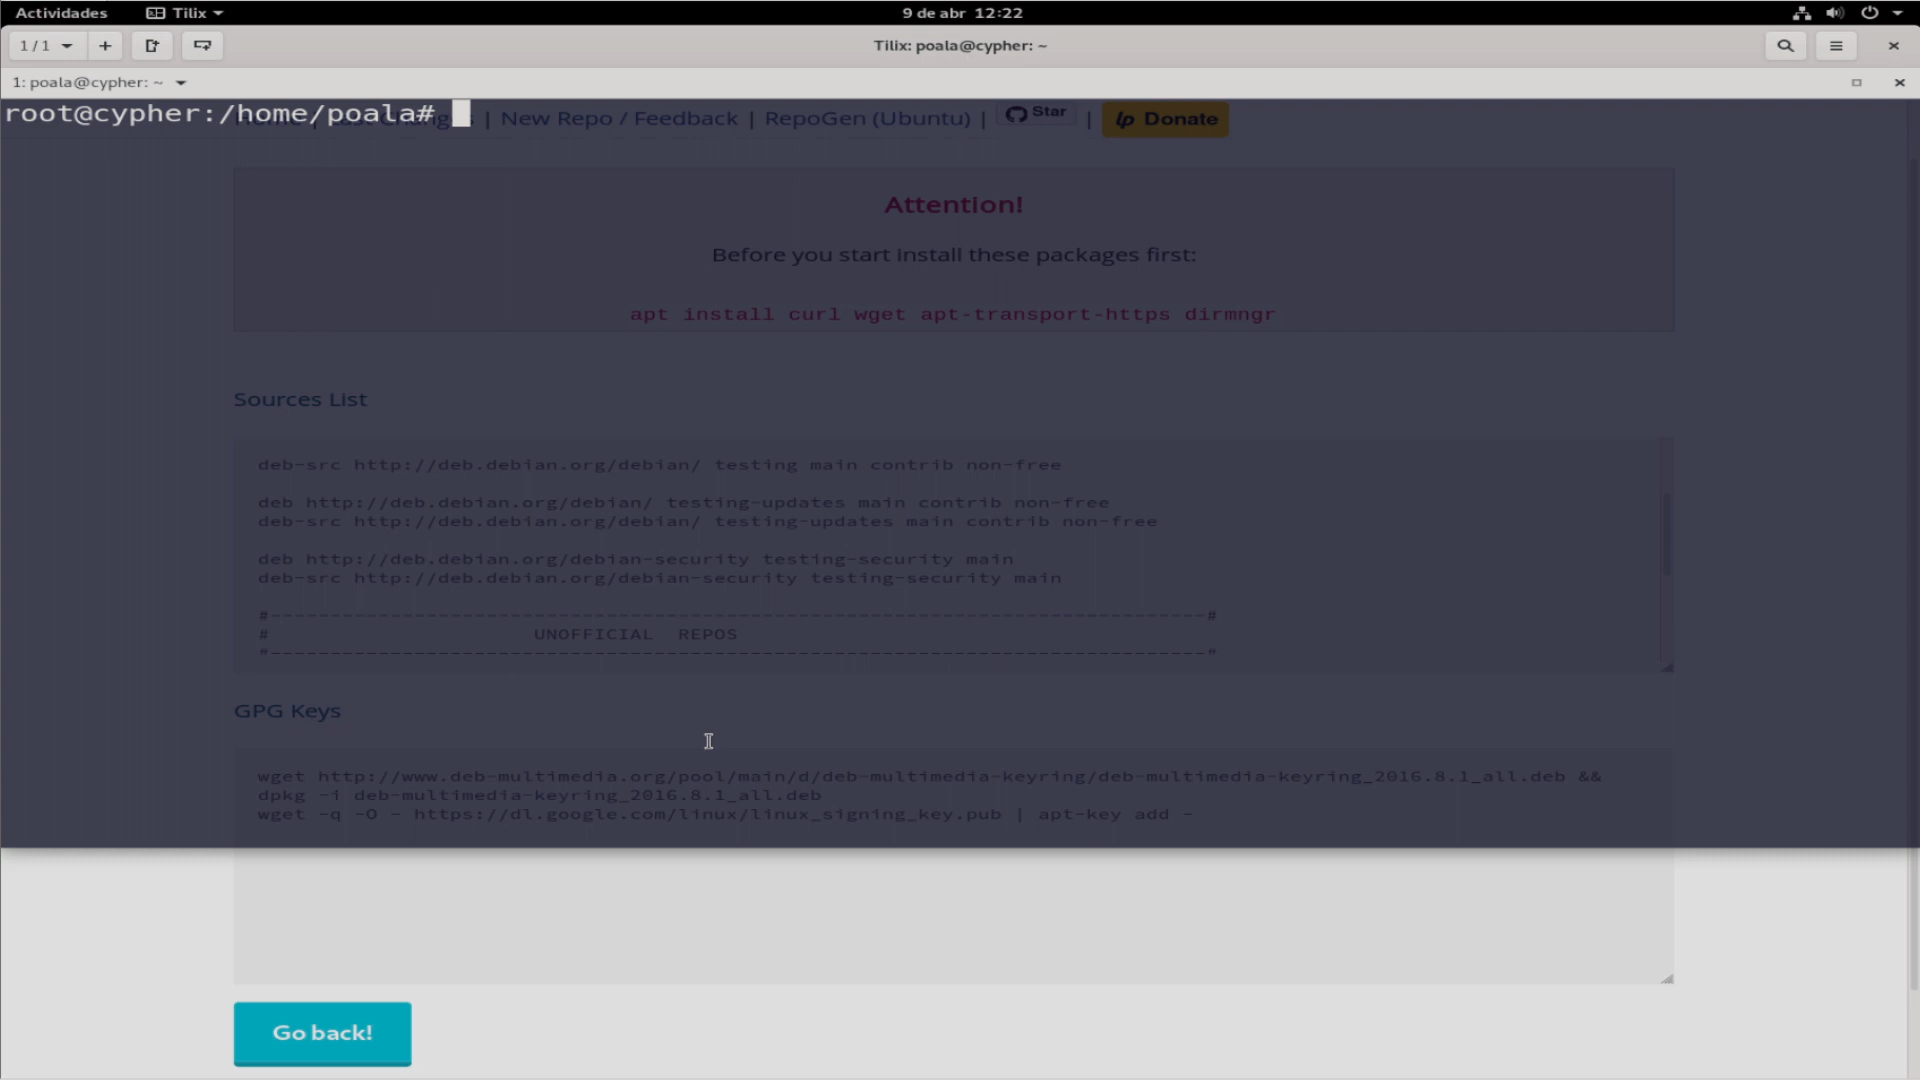 Actividades Tilix 9 de abr 12:22
1 / 1 Tilix: poala@cypher: ~
1: poala@cypher: ~
root@cypher:/home/poala#
| New Repo / Feedback | RepoGen (Ubuntu) | Star | Donate
Attention!
Before you start install these packages first:
apt install curl wget apt-transport-https dirmngr
Sources List
deb-src http://deb.debian.org/debian/ testing main contrib non-free
deb http://deb.debian.org/debian/ testing-updates main contrib non-free
deb-src http://deb.debian.org/debian/ testing-updates main contrib non-free
deb http://deb.debian.org/debian-security testing-security main
deb-src http://deb.debian.org/debian-security testing-security main
#------------------------------------------------------------------------------#
# UNOFFICIAL REPOS
#------------------------------------------------------------------------------#
GPG Keys
wget http://www.deb-multimedia.org/pool/main/d/deb-multimedia-keyring/deb-multimedia-keyring_2016.8.1_all.deb &&
dpkg -i deb-multimedia-keyring_2016.8.1_all.deb
wget -q -O - https://dl.google.com/linux/linux_signing_key.pub | apt-key add -
Go back!